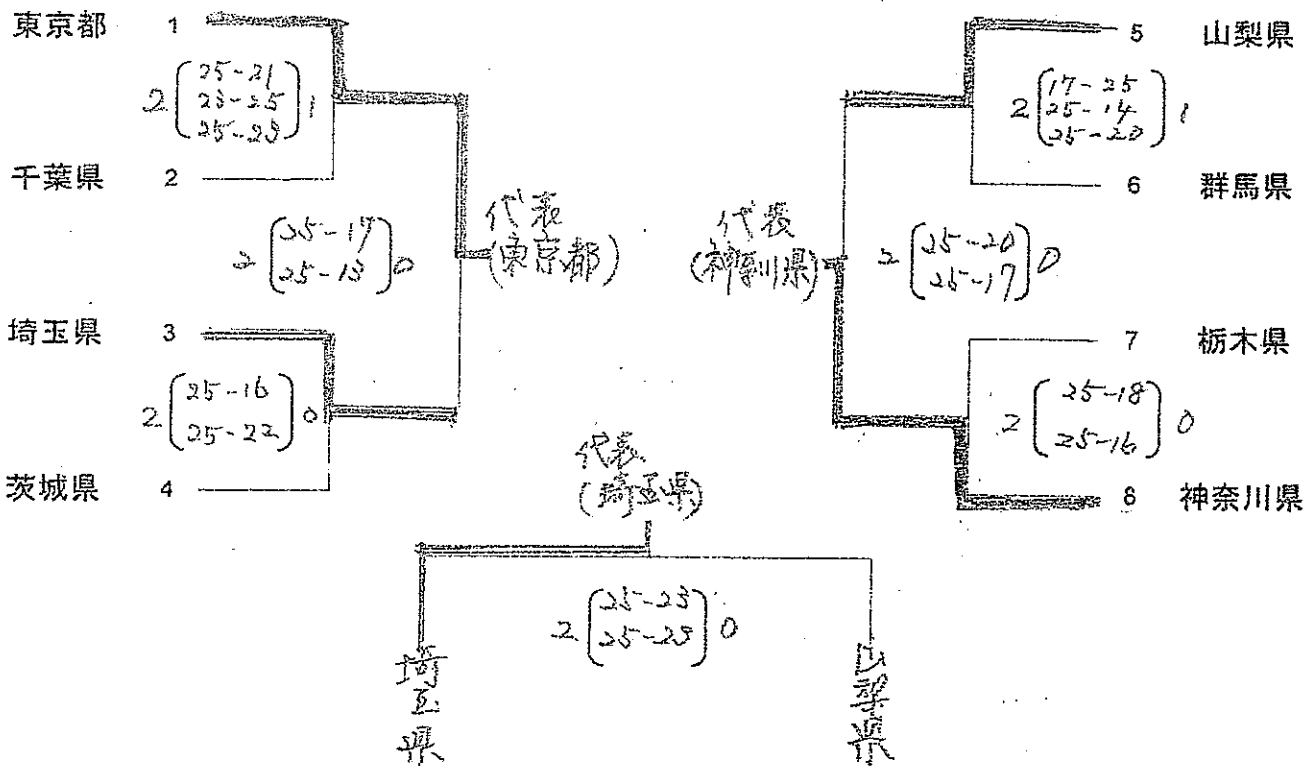 東京都 1
2 25-21 1
23-25
25-23
千葉県 2
2 25-17 0
25-13
代表
(東京都)
埼玉県 3
2 25-16 0
25-22
茨城県 4
5 山梨県
2 17-25 1
25-14
25-20
6 群馬県
代表
(神奈川県)
2 25-20 0
25-17
7 栃木県
2 25-18 0
25-16
8 神奈川県
代表
(埼玉県)
2 25-23 0
25-23
埼玉県
山梨県